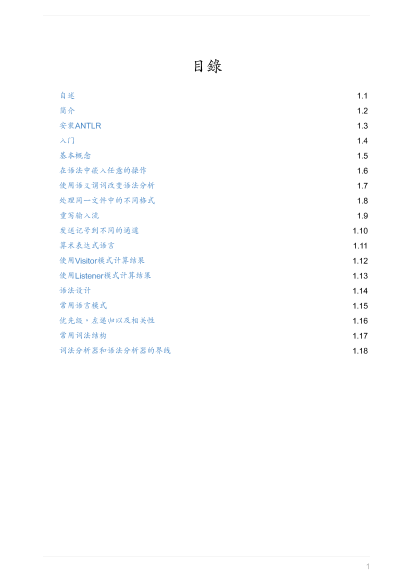 目錄
自述 1.1
简介 1.2
安装ANTLR 1.3
入门 1.4
基本概念 1.5
在语法中嵌入任意的操作 1.6
使用语义谓词改变语法分析 1.7
处理同一文件中的不同格式 1.8
重写输入流 1.9
发送记号到不同的通道 1.10
算术表达式语言 1.11
使用Visitor模式计算结果 1.12
使用Listener模式计算结果 1.13
语法设计 1.14
常用语言模式 1.15
优先级、左递归以及相关性 1.16
常用词法结构 1.17
词法分析器和语法分析器的界线 1.18
1